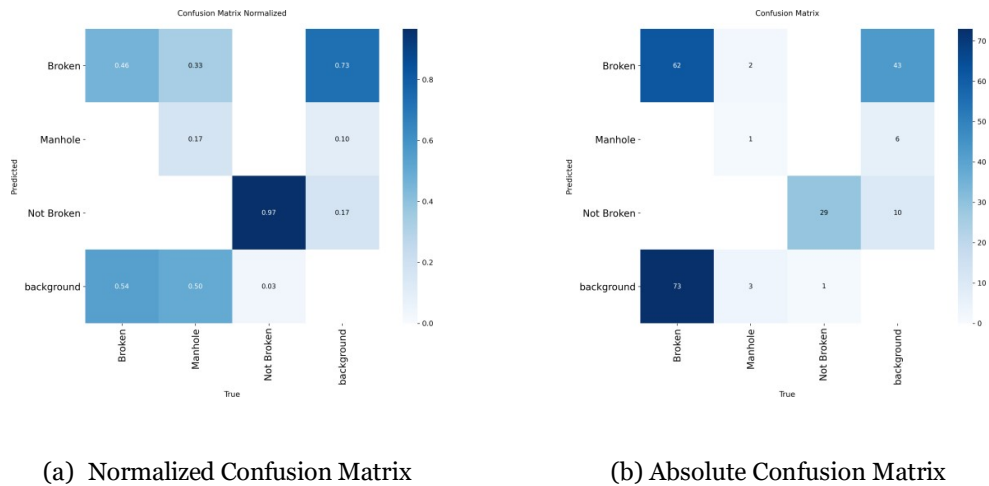 Confusion Matrix Normalized
Broken
Manhole
Not Broken
background
Predicted
0.46 0.33 0.73
0.17 0.10
0.97 0.17
0.54 0.50 0.03
Broken Manhole Not Broken background
True
0.8
0.6
0.4
0.2
0.0
(a) Normalized Confusion Matrix
Confusion Matrix
Broken
Manhole
Not Broken
background
Predicted
62 2 43
1 6
29 10
73 3 1
Broken Manhole Not Broken background
True
70
60
50
40
30
20
10
0
(b) Absolute Confusion Matrix